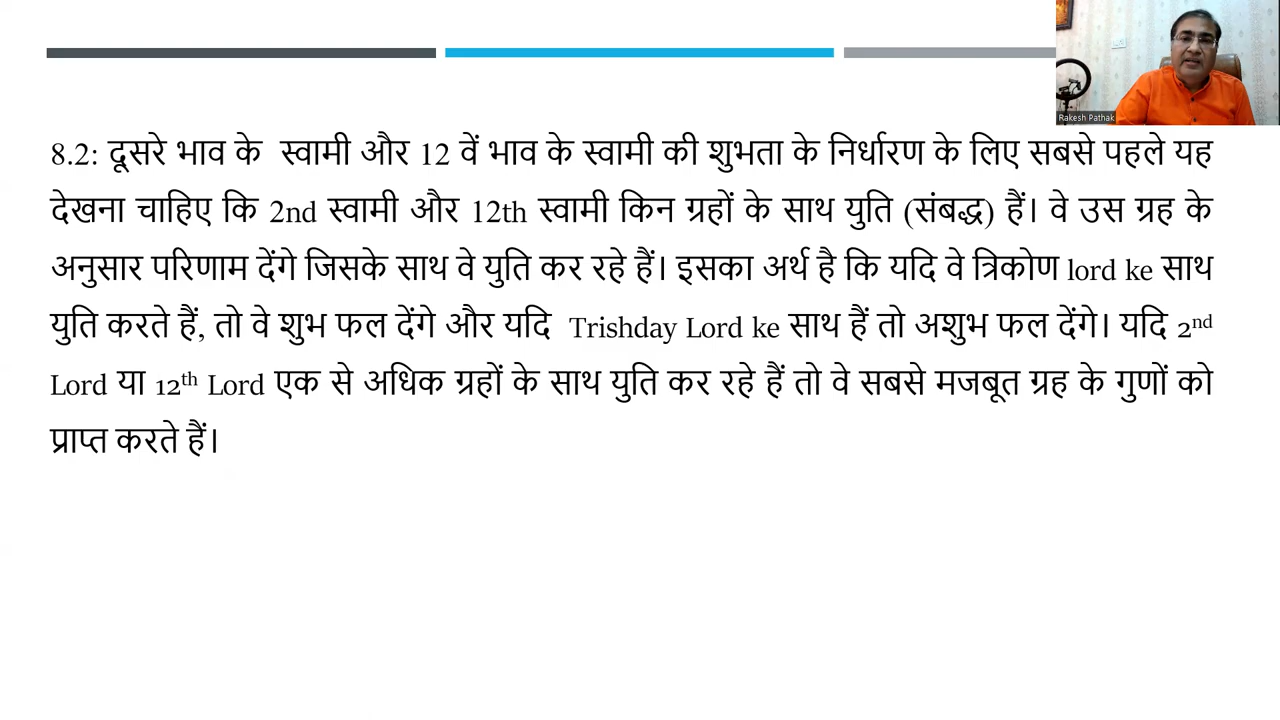 Rakesh Pathak
8.2: दूसरे भाव के स्वामी और 12 वें भाव के स्वामी की शुभता के निर्धारण के लिए सबसे पहले यह
देखना चाहिए कि 2nd स्वामी और 12th स्वामी किन ग्रहों के साथ युति (संबद्ध) हैं। वे उस ग्रह के
अनुसार परिणाम देंगे जिसके साथ वे युति कर रहे हैं। इसका अर्थ है कि यदि वे त्रिकोण lord ke साथ
युति करते हैं, तो वे शुभ फल देंगे और यदि Trishday Lord ke साथ हैं तो अशुभ फल देंगे। यदि 2nd
Lord या 12th Lord एक से अधिक ग्रहों के साथ युति कर रहे हैं तो वे सबसे मजबूत ग्रह के गुणों को
प्राप्त करते हैं।